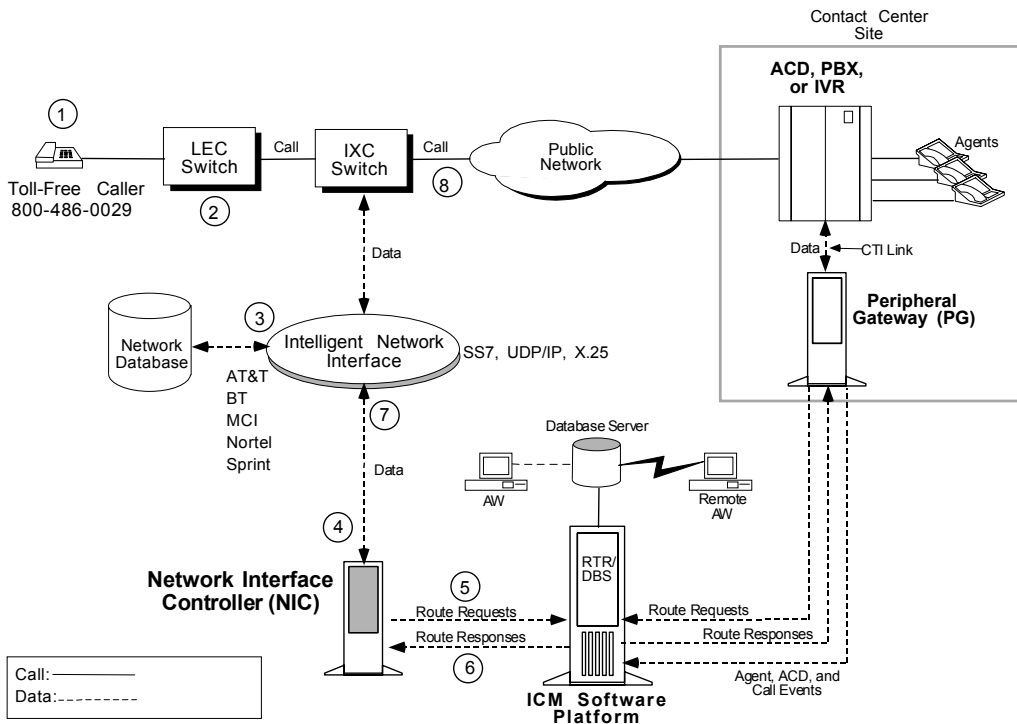 Contact Center
Site
ACD, PBX,
or IVR
1
LEC
Switch
Call
IXC
Switch
Call
Public
Network
Agents
Toll-Free Caller
800-486-0029
2
8
Data
Data
CTI Link
Peripheral
Gateway (PG)
3
Network
Database
Intelligent Network
Interface
SS7, UDP/IP, X.25
AT&T
BT
MCI
Nortel
Sprint
7
Database Server
Data
AW
Remote
AW
4
RTR/
DBS
Network Interface
Controller (NIC)
5
Route Requests
Route Requests
Route Responses
Route Responses
6
Agent, ACD, and
Call Events
Call:
Data:
ICM Software
Platform